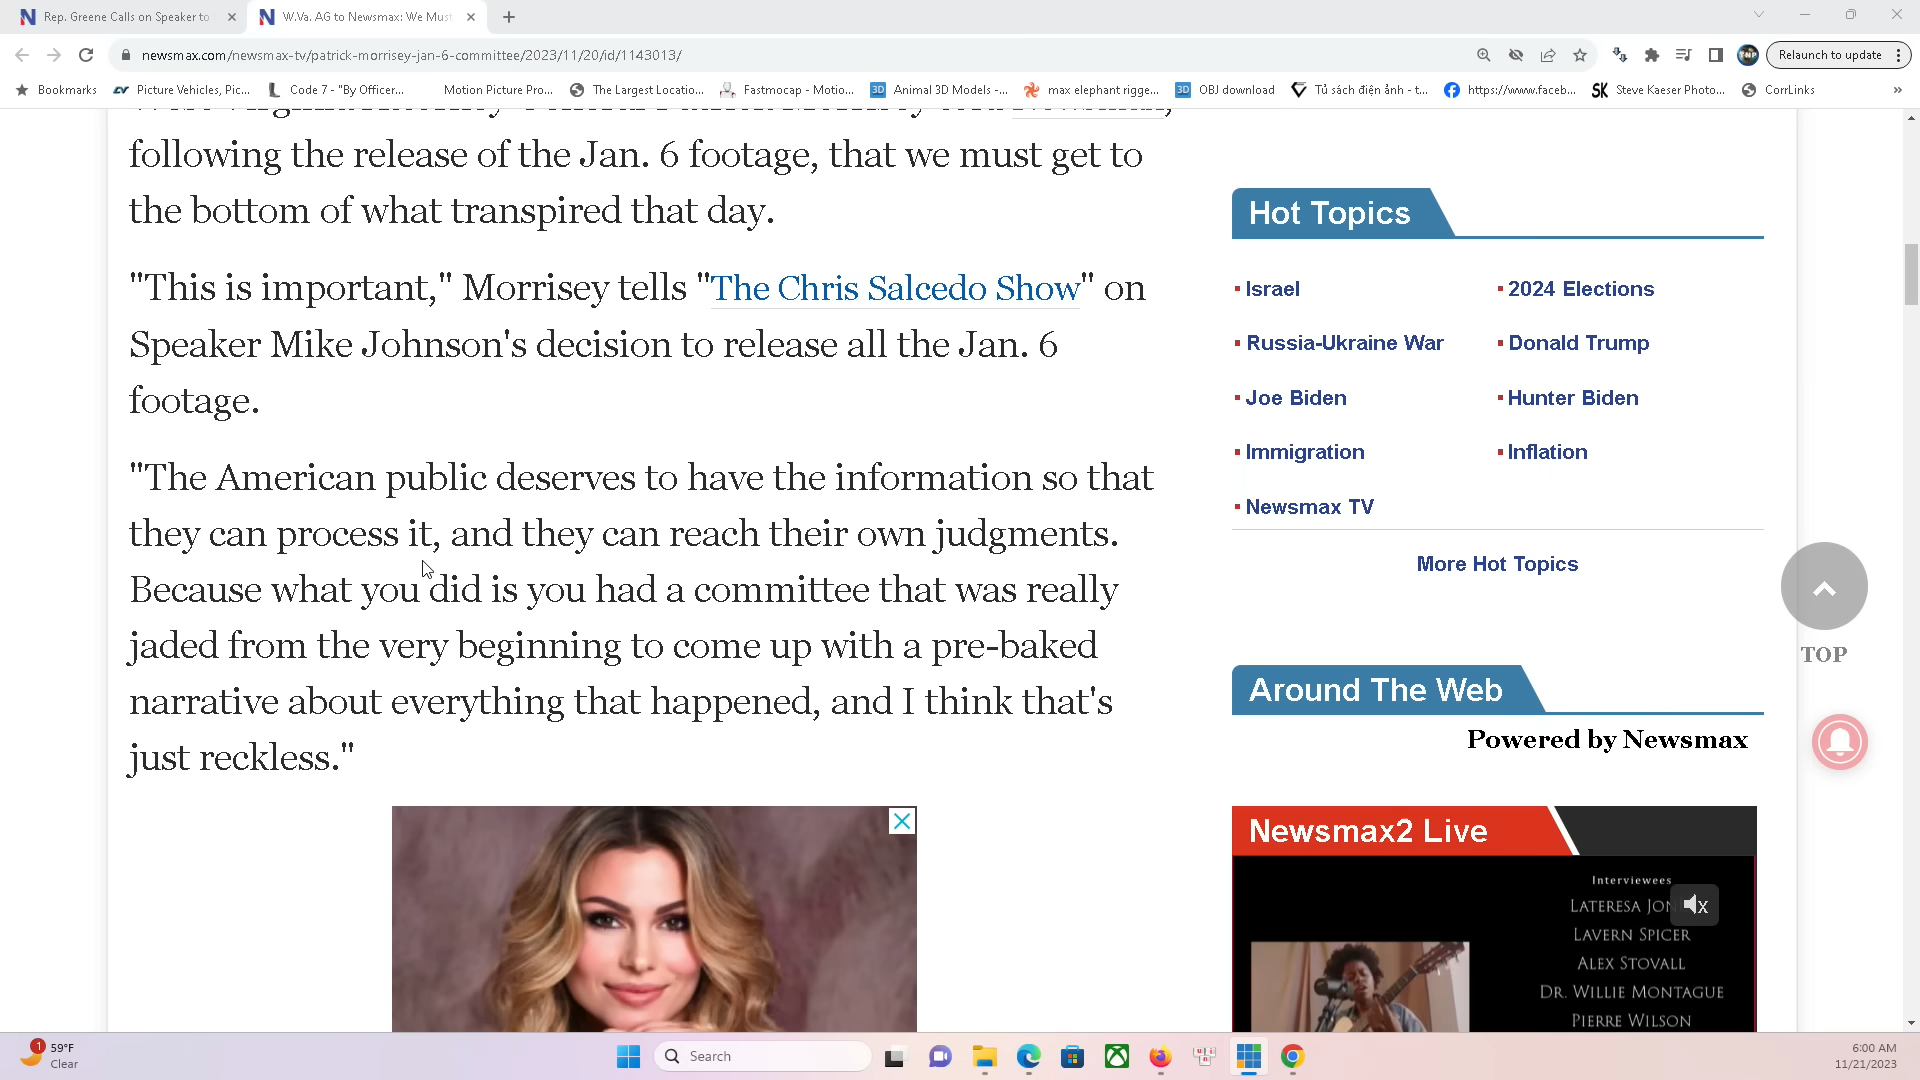 Rep. Greene Calls on Speaker to
W.Va. AG to Newsmax: We Must
newsmax.com/newsmax-tv/patrick-morrisey-jan-6-committee/2023/11/20/id/1143013/
Relaunch to update
Bookmarks
Picture Vehicles, Pic...
Code 7 - "By Officer...
Motion Picture Pro...
The Largest Locatio...
Fastmocap - Motio...
Animal 3D Models -...
max elephant rigge...
OBJ download
Tủ sách điện ảnh - t...
https://www.faceb...
Steve Kaeser Photo...
CorrLinks
following the release of the Jan. 6 footage, that we must get to
the bottom of what transpired that day.
"This is important," Morrisey tells "The Chris Salcedo Show" on
Speaker Mike Johnson's decision to release all the Jan. 6
footage.
"The American public deserves to have the information so that
they can process it, and they can reach their own judgments.
Because what you did is you had a committee that was really
jaded from the very beginning to come up with a pre-baked
narrative about everything that happened, and I think that's
just reckless."
Hot Topics
Israel
2024 Elections
Russia-Ukraine War
Donald Trump
Joe Biden
Hunter Biden
Immigration
Inflation
Newsmax TV
More Hot Topics
TOP
Around The Web
Powered by Newsmax
Newsmax2 Live
Interviewees
LATERESA
LAVERN SPICER
ALEX STOVALL
DR. WILLIE MONTAGUE
PIERRE WILSON
1
59°F
Clear
Search
6:00 AM
11/21/2023